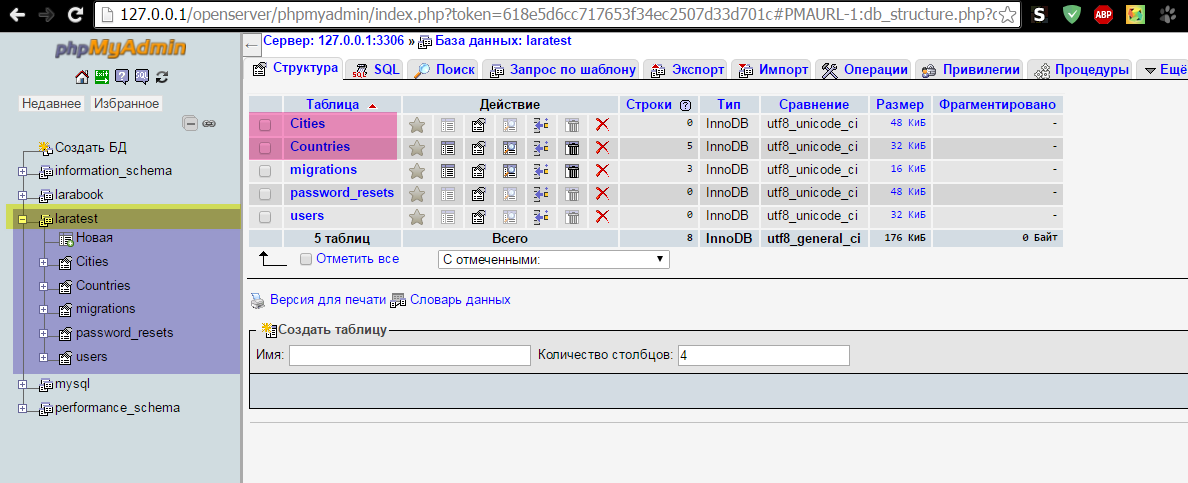 127.0.0.1/openserver/phpmyadmin/index.php?token=618e5d6cc717653f34ec2507d33d701c#PMAURL-1:db_structure.php?c
S
ABP
phpMyAdmin
SQL
Недавнее Избранное
Создать БД
information_schema
larabook
laratest
Новая
Cities
Countries
migrations
password_resets
users
mysql
performance_schema
Сервер: 127.0.0.1:3306 » База данных: laratest
Структура SQL Поиск Запрос по шаблону Экспорт Импорт Операции Привилегии Процедуры Ещё
Таблица Действие Строки Тип Сравнение Размер Фрагментировано
Cities 0 InnoDB utf8_unicode_ci 48 КиБ -
Countries 5 InnoDB utf8_unicode_ci 32 КиБ -
migrations 3 InnoDB utf8_unicode_ci 16 КиБ -
password_resets 0 InnoDB utf8_unicode_ci 48 КиБ -
users 0 InnoDB utf8_unicode_ci 32 КиБ -
5 таблиц Всего 8 InnoDB utf8_general_ci 176 КиБ 0 Байт
Отметить все С отмеченными:
Версия для печати Словарь данных
Создать таблицу
Имя: Количество столбцов: 4